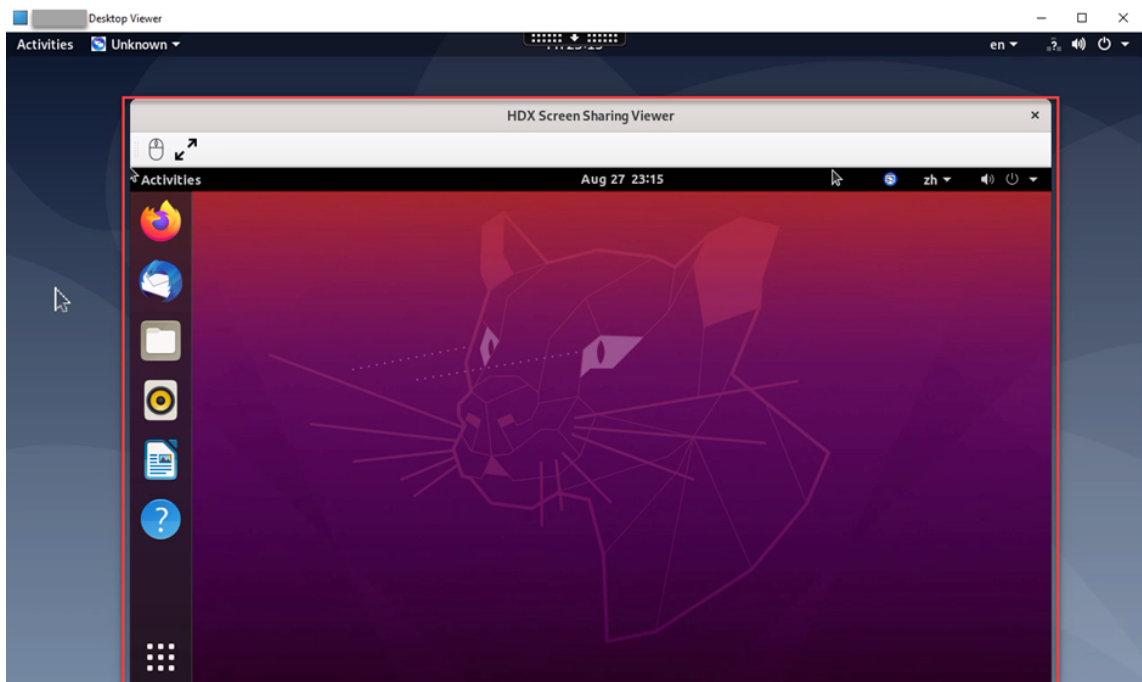 Desktop Viewer
Activities Unknown en
HDX Screen Sharing Viewer
Activities Aug 27 23:15 zh
?